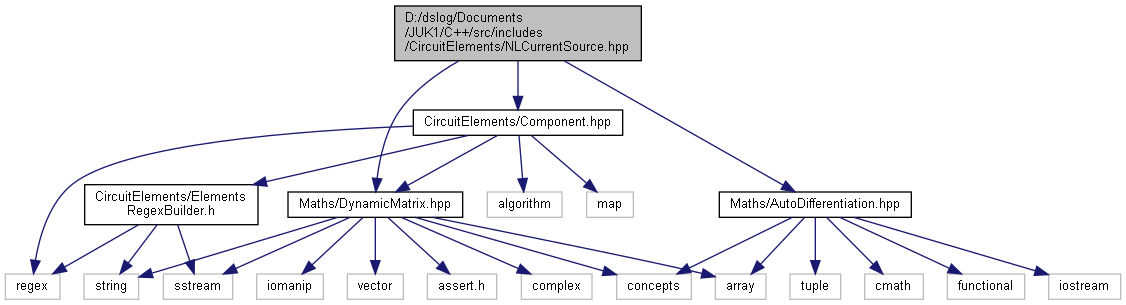 D:/dslog/Documents
/JUK1/C++/src/includes
/CircuitElements/NLCurrentSource.hpp
CircuitElements/Component.hpp
CircuitElements/Elements
RegexBuilder.h
Maths/DynamicMatrix.hpp
algorithm
map
Maths/AutoDifferentiation.hpp
regex
string
sstream
iomanip
vector
assert.h
complex
concepts
array
tuple
cmath
functional
iostream